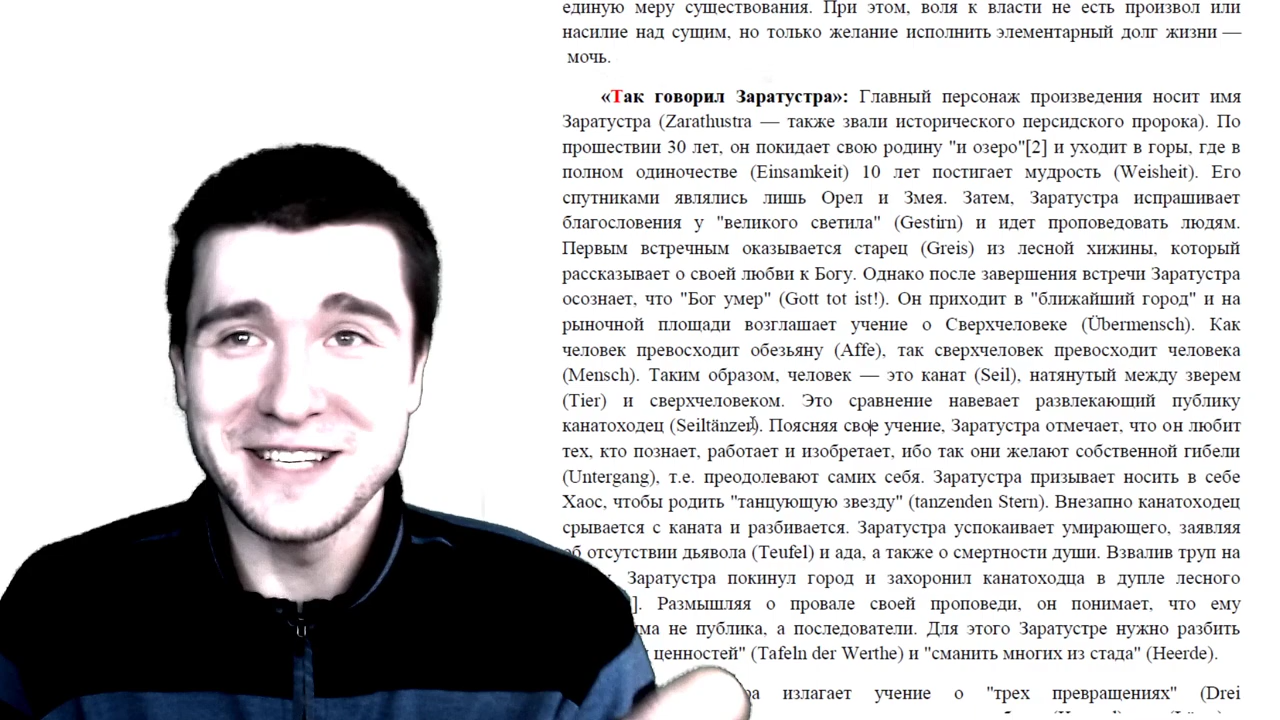 единую меру существования. При этом, воля к власти не есть произвол или
насилие над сущим, но только желание исполнить элементарный долг жизни —
мочь.
«Так говорил Заратустра»: Главный персонаж произведения носит имя
Заратустра (Zarathustra — также звали исторического персидского пророка). По
прошествии 30 лет, он покидает свою родину "и озеро"[2] и уходит в горы, где в
полном одиночестве (Einsamkeit) 10 лет постигает мудрость (Weisheit). Его
спутниками являлись лишь Орел и Змея. Затем, Заратустра испрашивает
благословения у "великого светила" (Gestirn) и идет проповедовать людям.
Первым встречным оказывается старец (Greis) из лесной хижины, который
рассказывает о своей любви к Богу. Однако после завершения встречи Заратустра
осознает, что "Бог умер" (Gott tot ist!). Он приходит в "ближайший город" и на
рыночной площади возглашает учение о Сверхчеловеке (Übermensch). Как
человек превосходит обезьяну (Affe), так сверхчеловек превосходит человека
(Mensch). Таким образом, человек — это канат (Seil), натянутый между зверем
(Tier) и сверхчеловеком. Это сравнение навевает развлекающий публику
канатоходец (Seiltänzer). Поясняя свое учение, Заратустра отмечает, что он любит
тех, кто познает, работает и изобретает, ибо так они желают собственной гибели
(Untergang), т.е. преодолевают самих себя. Заратустра призывает носить в себе
Хаос, чтобы родить "танцующую звезду" (tanzenden Stern). Внезапно канатоходец
срывается с каната и разбивается. Заратустра успокаивает умирающего, заявляя
об отсутствии дьявола (Teufel) и ада, а также о смертности души. Взвалив труп на
Заратустра покинул город и захоронил канатоходца в дупле лесного
]. Размышляя о провале своей проповеди, он понимает, что ему
не публика, а последователи. Для этого Заратустре нужно разбить
ценностей" (Tafeln der Werthe) и "сманить многих из стада" (Heerde).
излагает учение о "трех превращениях" (Drei